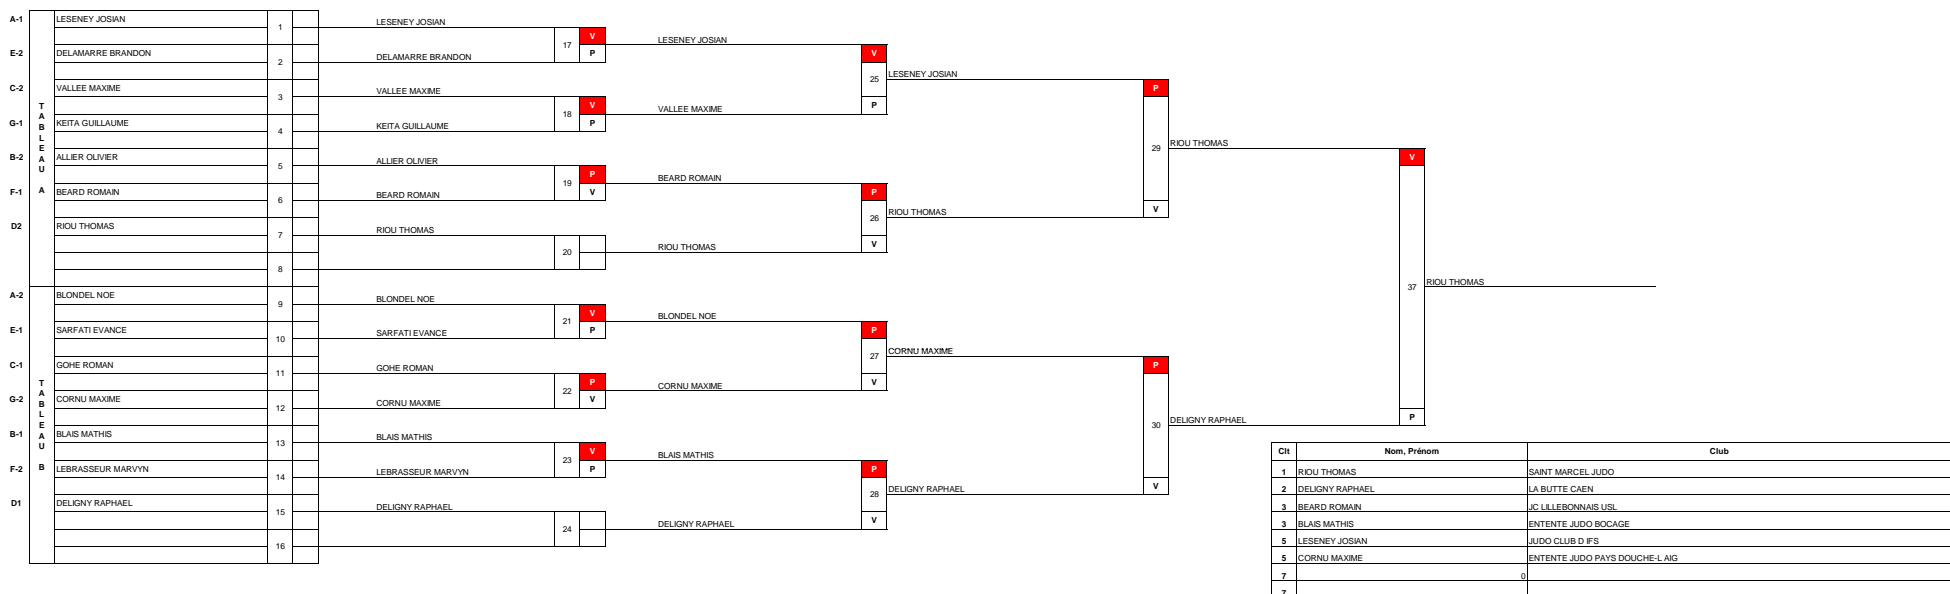 A-1 LESENEY JOSIAN 1 LESENEY JOSIAN
17 V LESENEY JOSIAN
E-2 DELAMARRE BRANDON 2 DELAMARRE BRANDON P
V
25 LESENEY JOSIAN
C-2 VALLEE MAXIME 3 VALLEE MAXIME P
18 V VALLEE MAXIME
G-1 KEITA GUILLAUME 4 KEITA GUILLAUME P
P
29 RIOU THOMAS
B-2 ALLIER OLIVIER 5 ALLIER OLIVIER V
19 P BEARD ROMAIN
F-1 BEARD ROMAIN 6 BEARD ROMAIN V
P
26 RIOU THOMAS
D2 RIOU THOMAS 7 RIOU THOMAS V
20 RIOU THOMAS
8
TABLEAU A
V
37 RIOU THOMAS
P
A-2 BLONDEL NOE 9 BLONDEL NOE
21 V BLONDEL NOE
E-1 SARFATI EVANCE 10 SARFATI EVANCE P
P
27 CORNU MAXIME
C-1 GOHE ROMAN 11 GOHE ROMAN V
22 P CORNU MAXIME
G-2 CORNU MAXIME 12 CORNU MAXIME V
P
30 DELIGNY RAPHAEL
B-1 BLAIS MATHIS 13 BLAIS MATHIS V
23 V BLAIS MATHIS
F-2 LEBRASSEUR MARVYN 14 LEBRASSEUR MARVYN P
P
28 DELIGNY RAPHAEL
D1 DELIGNY RAPHAEL 15 DELIGNY RAPHAEL V
24 DELIGNY RAPHAEL
16
TABLEAU B
Clt Nom, Prénom Club
1 RIOU THOMAS SAINT MARCEL JUDO
2 DELIGNY RAPHAEL LA BUTTE CAEN
3 BEARD ROMAIN JC LILLEBONNAIS USL
3 BLAIS MATHIS ENTENTE JUDO BOCAGE
5 LESENEY JOSIAN JUDO CLUB D IFS
5 CORNU MAXIME ENTENTE JUDO PAYS DOUCHE-L AIG
7 0
7